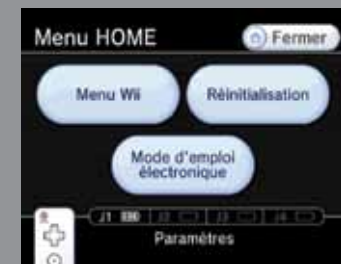 Menu HOME
Fermer
Menu Wii
Réinitialisation
Mode d'emploi
électronique
J1 J2 J3 J4
Paramètres